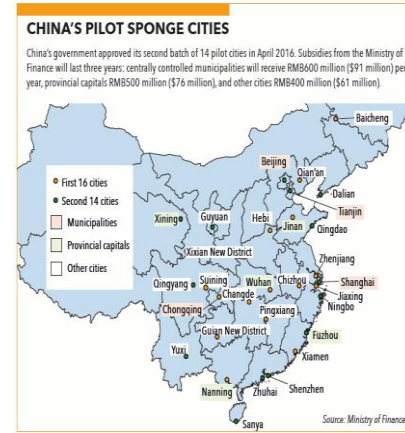 CHINA'S PILOT SPONGE CITIES
China's government approved its second batch of 14 pilot cities in April 2016. Subsidies from the Ministry of
Finance will last three years: centrally controlled municipalities will receive RMB600 million ($91 million) per
year, provincial capitals RMB500 million ($76 million), and other cities RMB400 million ($61 million).
Baicheng
Beijing
Qian'an
Dalian
Tianjin
First 16 cities
Second 14 cities
Municipalities
Provincial capitals
Other cities
Xining
Guyuan
Hebi
Jinan
Qingdao
Xixian New District
Zhenjiang
Qingyang
Suining
Wuhan
Chizhou
Shanghai
Changde
Jiaxing
Ningbo
Chongqing
Pingxiang
Guian New District
Fuzhou
Yuxi
Xiamen
Nanning
Zhuhai
Shenzhen
Sanya
Source: Ministry of Finance